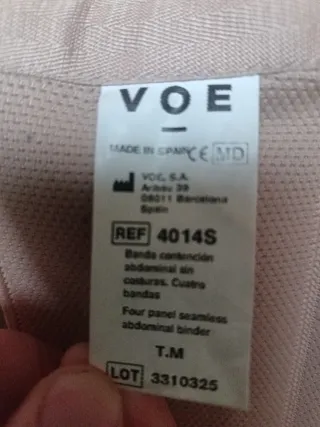 VOE
MADE IN SPAIN CE MD
VOE, S.A.
Aribau 39
08011 Barcelona
Spain
REF 4014S
Banda contención
abdominal sin
costuras. Cuatro
bandas
Four panel seamless
abdominal binder
T.M
LOT 3310325